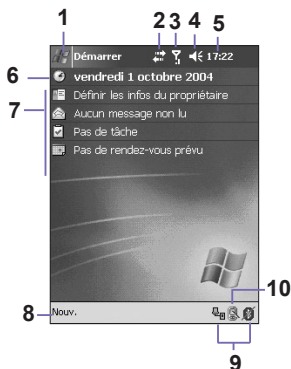 1 2 3 4 5
Démarrer 17:22
6 vendredi 1 octobre 2004
7 Définir les infos du propriétaire
Aucun message non lu
Pas de tâche
Pas de rendez-vous prévu
10
8 Nouv.
9